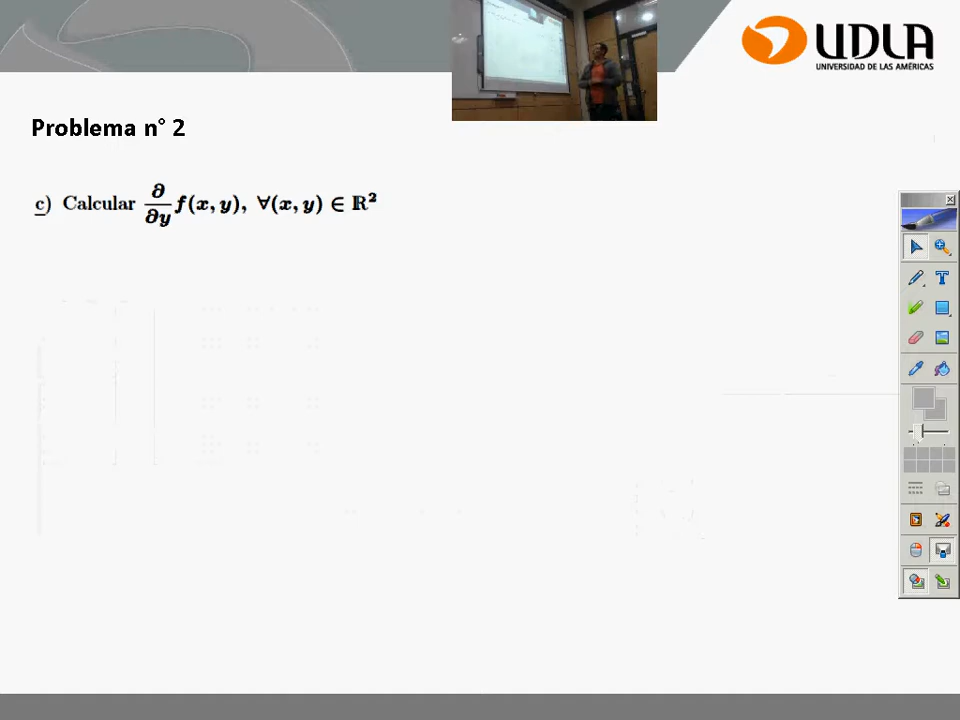 UDLA
UNIVERSIDAD DE LAS AMÉRICAS
Problema n° 2
c) Calcular ∂/∂y f(x, y), ∀(x, y) ∈ ℝ²
T